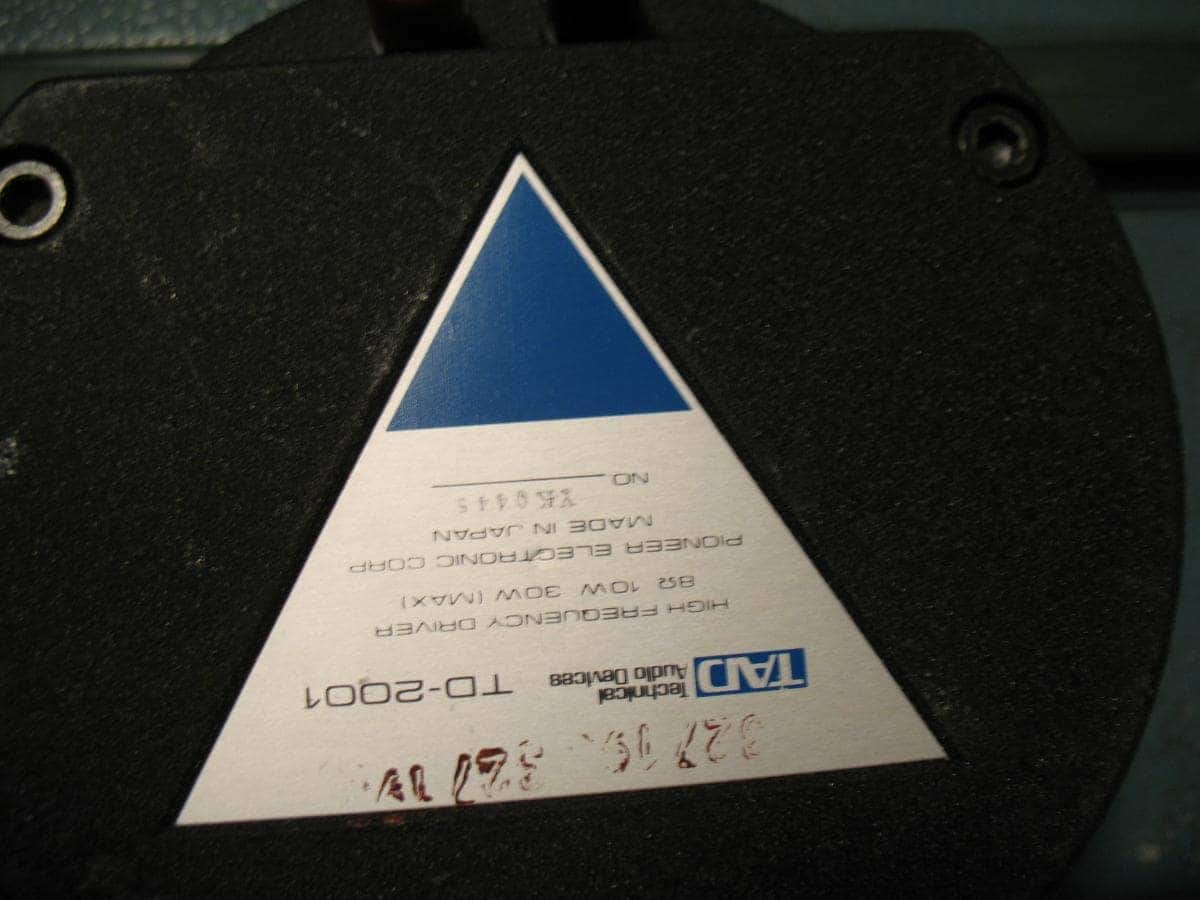 TAD Technical Audio Devices TD-2001
HIGH FREQUENCY DRIVER
8Ω 10W 30W (MAX)
PIONEER ELECTRONIC CORP
MADE IN JAPAN
NO.